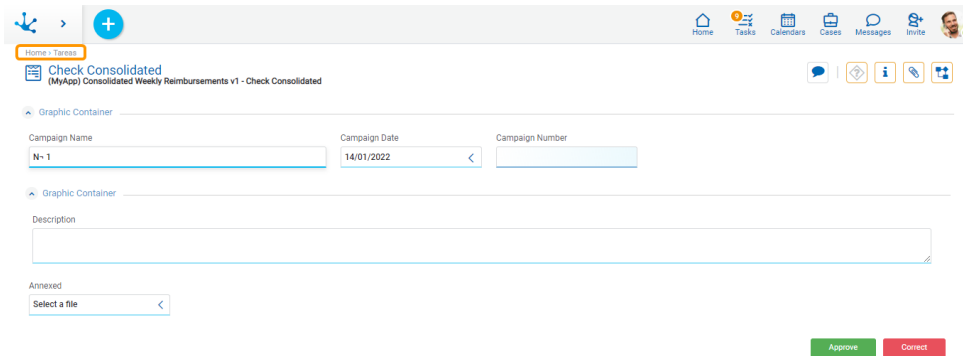 9
Home Tasks Calendars Cases Messages Invite
Home › Tareas
Check Consolidated
(MyApp) Consolidated Weekly Reimbursements v1 - Check Consolidated
Graphic Container
Campaign Name Campaign Date Campaign Number
N¬ 1 14/01/2022
Graphic Container
Description
Annexed
Select a file
Approve Correct